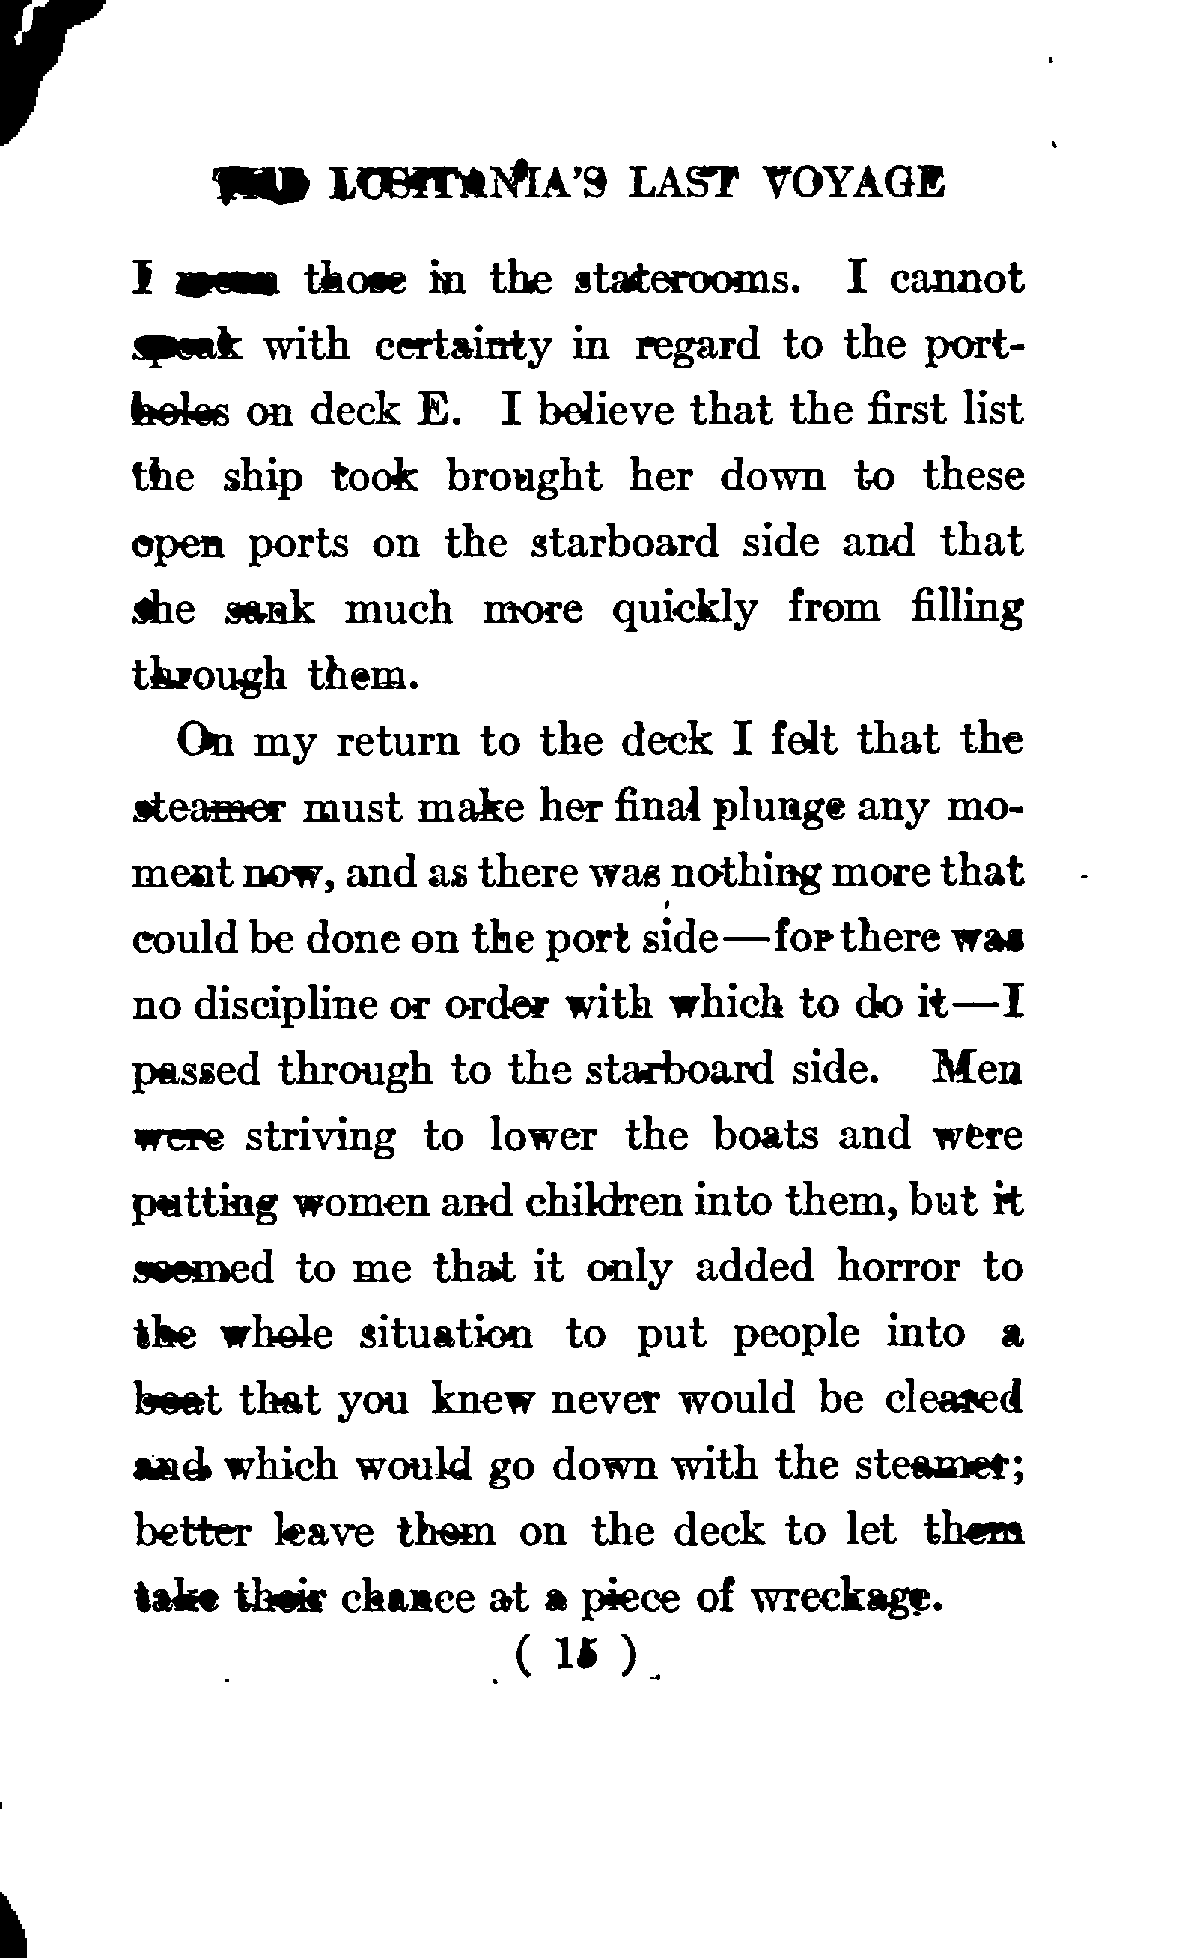 THE LUSITANIA'S LAST VOYAGE
I mean those in the staterooms. I cannot
speak with certainty in regard to the port-
holes on deck E. I believe that the first list
the ship took brought her down to these
open ports on the starboard side and that
she sank much more quickly from filling
through them.
On my return to the deck I felt that the
steamer must make her final plunge any mo-
ment now, and as there was nothing more that
could be done on the port side—for there was
no discipline or order with which to do it—I
passed through to the starboard side. Men
were striving to lower the boats and were
putting women and children into them, but it
seemed to me that it only added horror to
the whole situation to put people into a
boat that you knew never would be cleared
and which would go down with the steamer;
better leave them on the deck to let them
take their chance at a piece of wreckage.
( 15 )